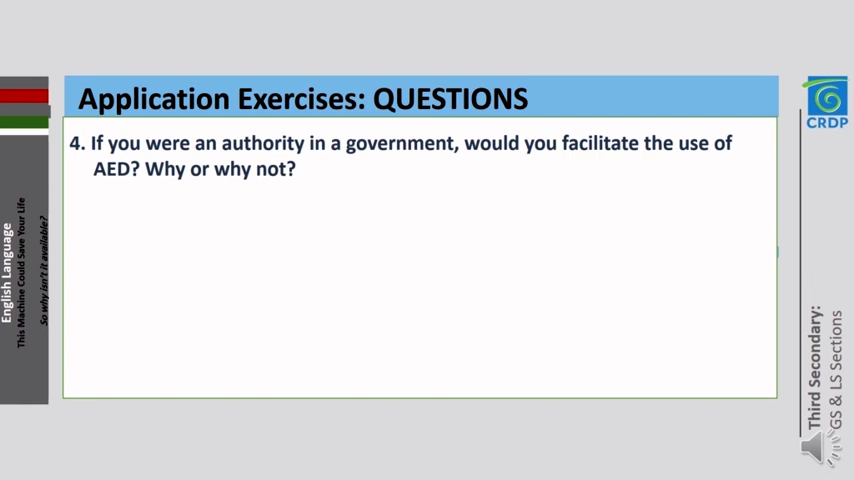 Application Exercises: QUESTIONS
4. If you were an authority in a government, would you facilitate the use of
AED? Why or why not?
English Language
This Machine Could Save Your Life
So why isn't it available?
CRDP
Third Secondary:
GS & LS Sections